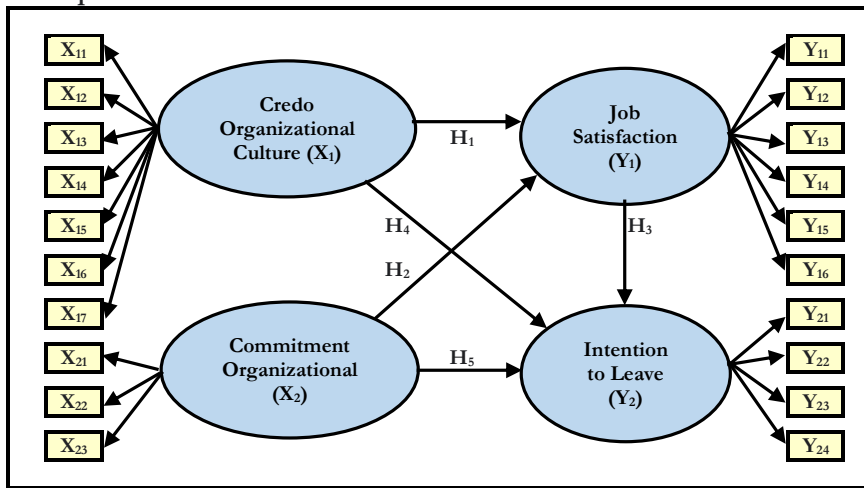 X₁₁
X₁₂
X₁₃
X₁₄
X₁₅
X₁₆
X₁₇
X₂₁
X₂₂
X₂₃
Credo
Organizational
Culture (X₁)
Commitment
Organizational
(X₂)
H₁
H₄
H₂
H₃
H₅
Job
Satisfaction
(Y₁)
Intention
to Leave
(Y₂)
Y₁₁
Y₁₂
Y₁₃
Y₁₄
Y₁₅
Y₁₆
Y₂₁
Y₂₂
Y₂₃
Y₂₄